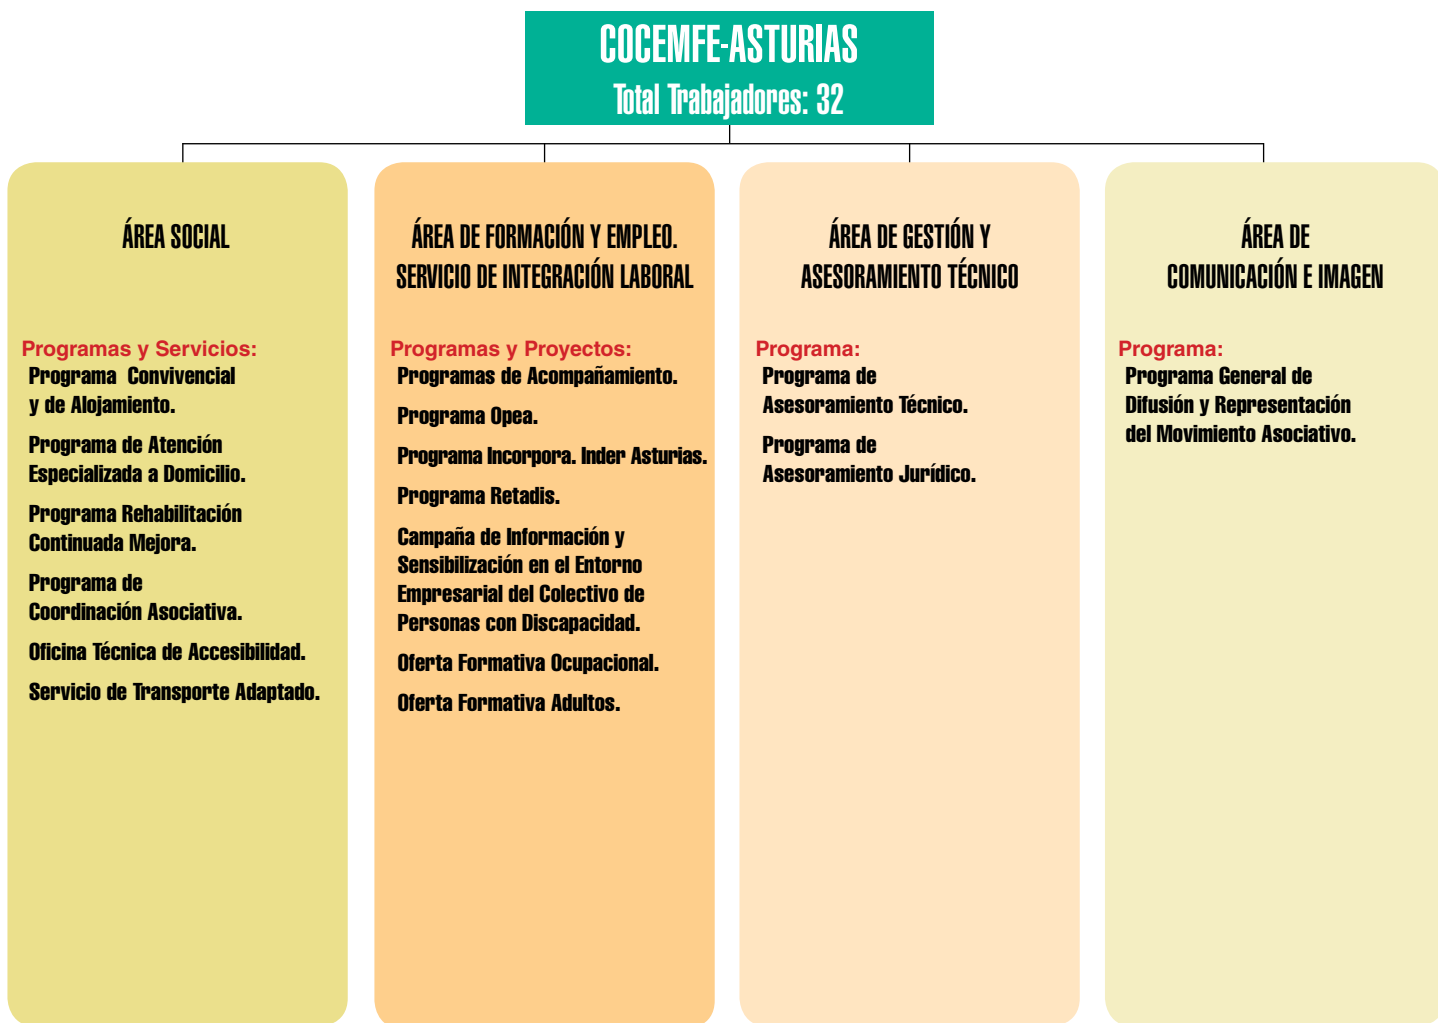 COCEMFE-ASTURIAS
Total Trabajadores: 32
ÁREA SOCIAL
Programas y Servicios:
Programa Convivencial
y de Alojamiento.
Programa de Atención
Especializada a Domicilio.
Programa Rehabilitación
Continuada Mejora.
Programa de
Coordinación Asociativa.
Oficina Técnica de Accesibilidad.
Servicio de Transporte Adaptado.
ÁREA DE FORMACIÓN Y EMPLEO.
SERVICIO DE INTEGRACIÓN LABORAL
Programas y Proyectos:
Programas de Acompañamiento.
Programa Opea.
Programa Incorpora. Inder Asturias.
Programa Retadis.
Campaña de Información y
Sensibilización en el Entorno
Empresarial del Colectivo de
Personas con Discapacidad.
Oferta Formativa Ocupacional.
Oferta Formativa Adultos.
ÁREA DE GESTIÓN Y
ASESORAMIENTO TÉCNICO
Programa:
Programa de
Asesoramiento Técnico.
Programa de
Asesoramiento Jurídico.
ÁREA DE
COMUNICACIÓN E IMAGEN
Programa:
Programa General de
Difusión y Representación
del Movimiento Asociativo.